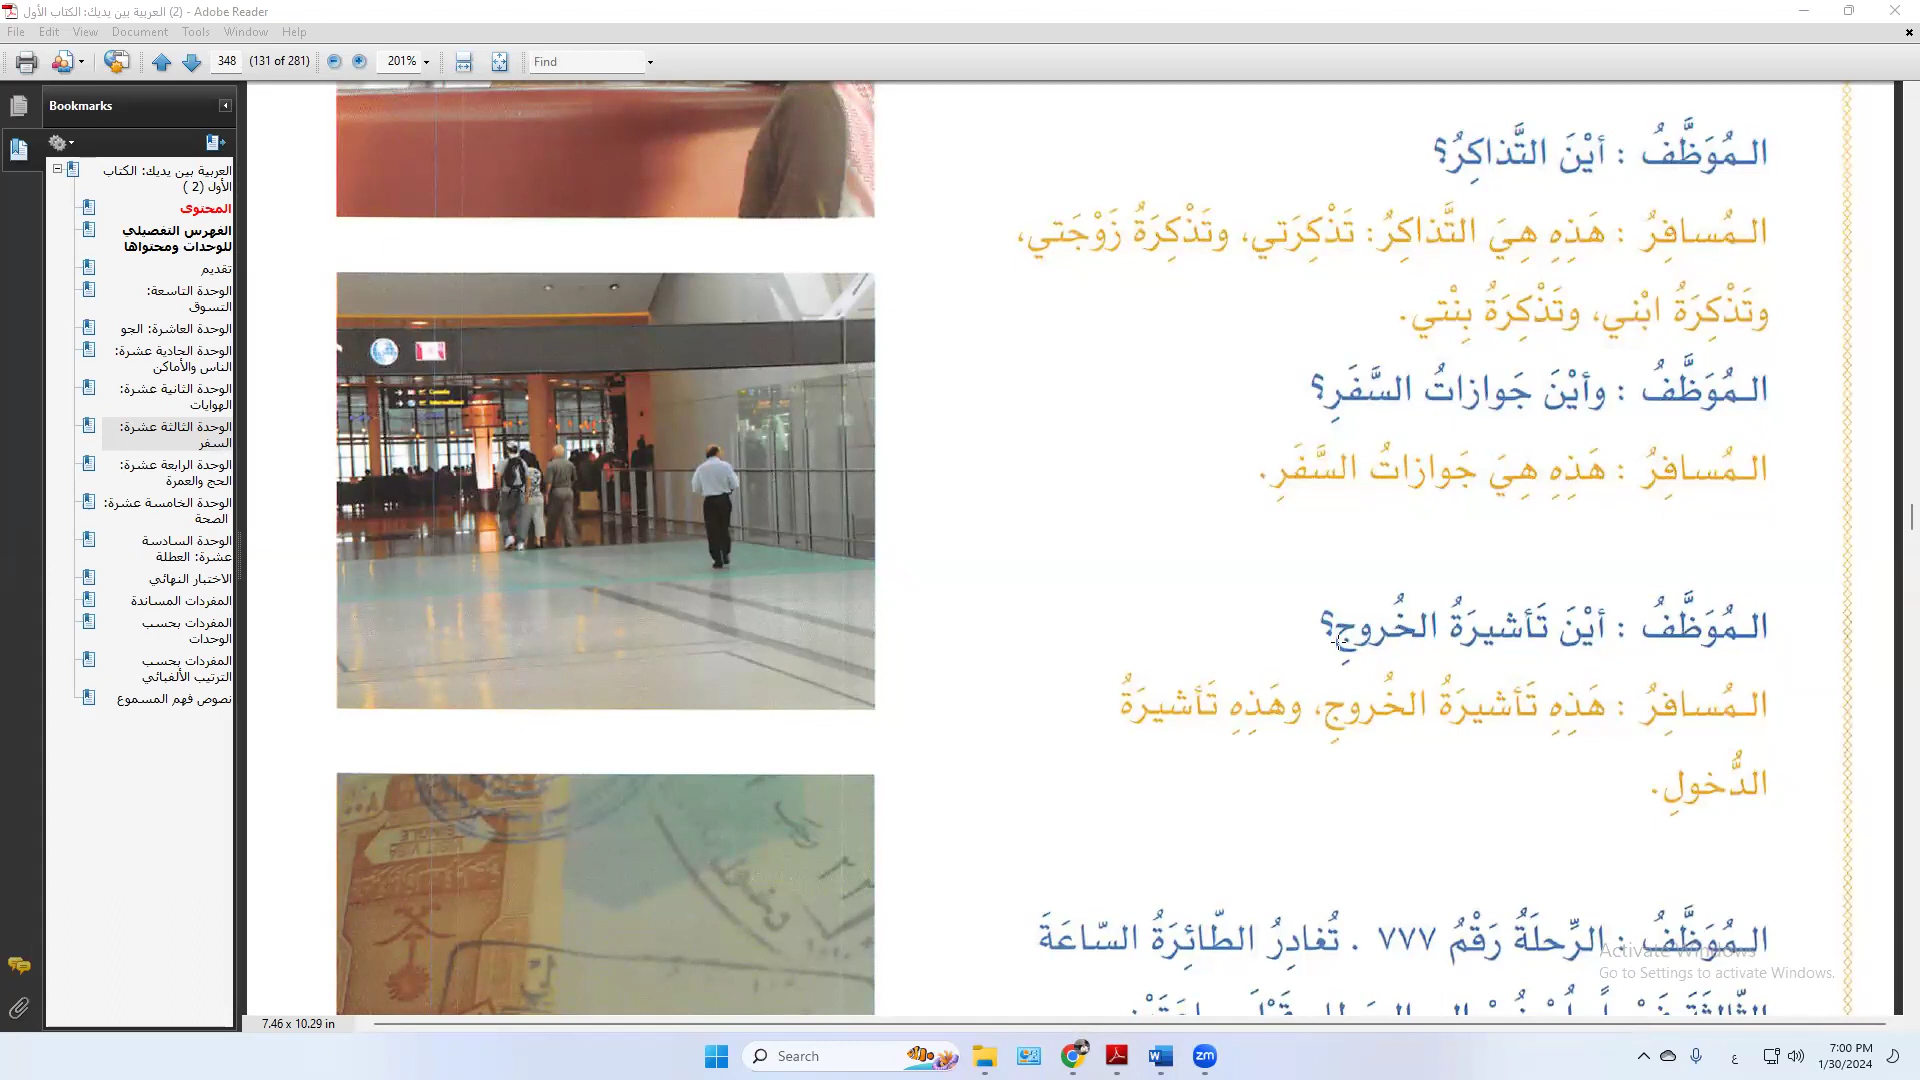 العربية بين يديك: الكتاب الأول (2) - Adobe Reader
File Edit View Document Tools Window Help
348 (131 of 281) 201% Find
Bookmarks
العربية بين يديك: الكتاب
الأول (2 )
المحتوى
الفهرس التفصيلي
للوحدات ومحتواها
تقديم
الوحدة التاسعة:
التسوق
الوحدة العاشرة: الجو
الوحدة الحادية عشرة:
الناس والأماكن
الوحدة الثانية عشرة:
الهوايات
الوحدة الثالثة عشرة:
السفر
الوحدة الرابعة عشرة:
الحج والعمرة
الوحدة الخامسة عشرة:
الصحة
الوحدة السادسة
عشرة: العطلة
الاختبار النهائي
المفردات المساندة
المفردات بحسب
الوحدات
المفردات بحسب
الترتيب الألفبائي
نصوص فهم المسموع
الـمُوَظَّفُ : أيْنَ التَّذاكِرُ؟
الـمُسافِرُ : هَذِهِ هِيَ التَّذاكِرُ: تَذْكِرَتي، وتَذْكِرَةُ زَوْجَتي،
وتَذْكِرَةُ ابْني، وتَذْكِرَةُ بِنْتي.
الـمُوَظَّفُ : وأيْنَ جَوازاتُ السَّفَرِ؟
الـمُسافِرُ : هَذِهِ هِيَ جَوازاتُ السَّفَرِ.
الـمُوَظَّفُ : أيْنَ تَأشيرَةُ الخُروجِ؟
الـمُسافِرُ : هَذِهِ تَأشيرَةُ الخُروجِ، وهَذِهِ تَأشيرَةُ
الدُّخولِ.
الـمُوَظَّفُ : الرِّحلَةُ رَقْمُ ٧٧٧ . تُغادِرُ الطّائِرَةُ السّاعَةَ
Activate Windows
Go to Settings to activate Windows.
7.46 x 10.29 in
Search
zm
ع
7:00 PM
1/30/2024